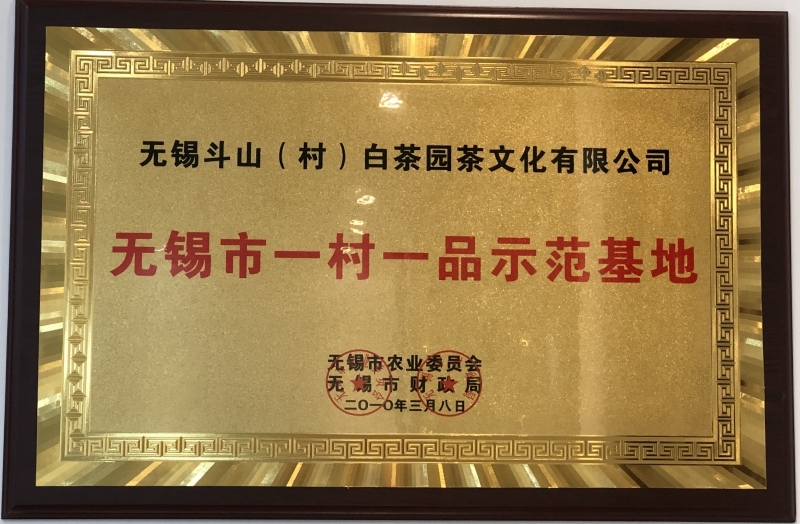 无锡斗山（村）白茶园茶文化有限公司
无锡市一村一品示范基地
无锡市农业委员会
无锡市财政局
二〇一〇年三月八日